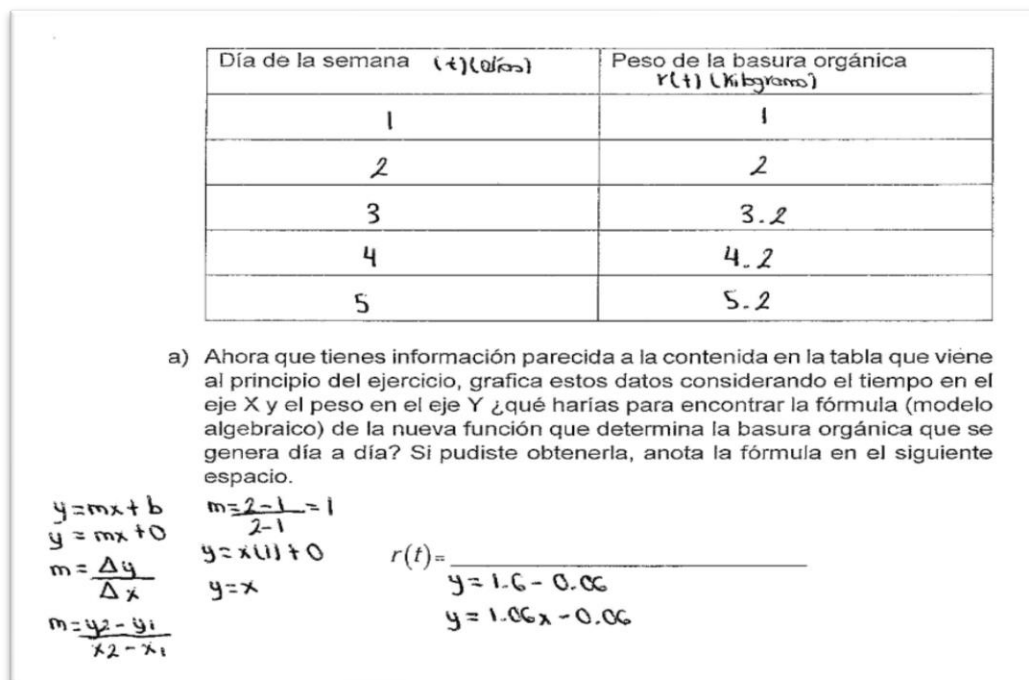 Día de la semana (t)(días) Peso de la basura orgánica
r(t) (Kilogramo)
1 1
2 2
3 3.2
4 4.2
5 5.2
a) Ahora que tienes información parecida a la contenida en la tabla que viene
al principio del ejercicio, grafica estos datos considerando el tiempo en el
eje X y el peso en el eje Y ¿qué harías para encontrar la fórmula (modelo
algebraico) de la nueva función que determina la basura orgánica que se
genera día a día? Si pudiste obtenerla, anota la fórmula en el siguiente
espacio.
y=mx+b
y=mx+0
m=Δy/Δx
m=y2-y1/x2-x1
m=2-1/2-1=1
y=x(1)+0
y=x
r(t)=
y=1.6-0.06
y=1.06x-0.06